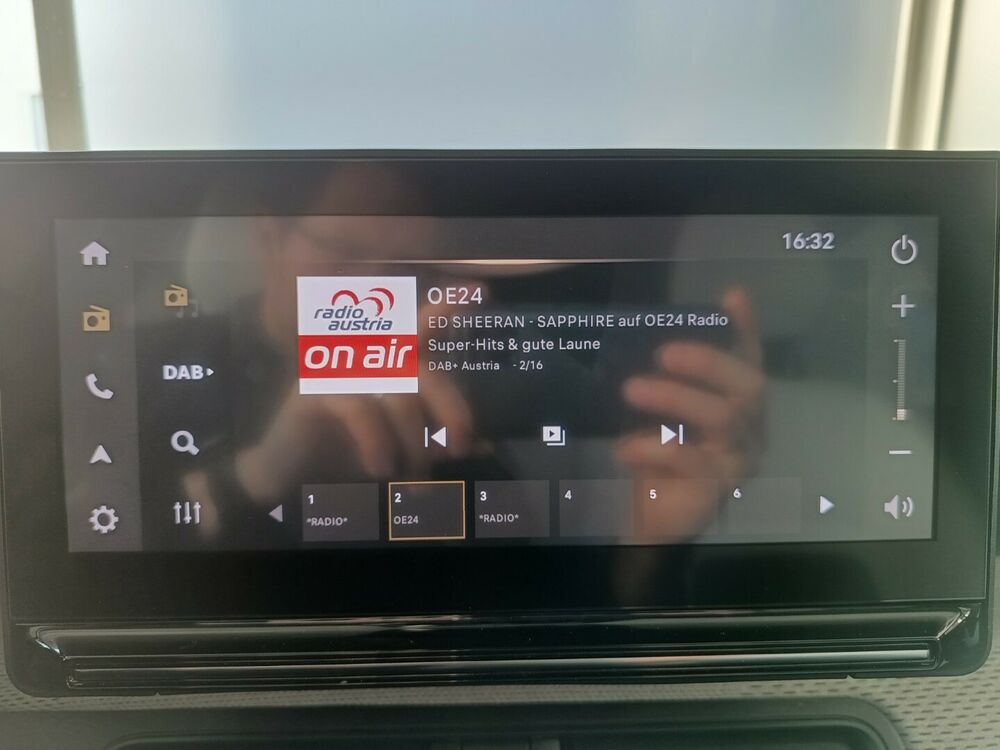 16:32
radio
austria
on air
OE24
ED SHEERAN - SAPPHIRE auf OE24 Radio
Super-Hits & gute Laune
DAB+ Austria - 2/16
DAB
1
*RADIO*
2
OE24
3
*RADIO*
4
5
6